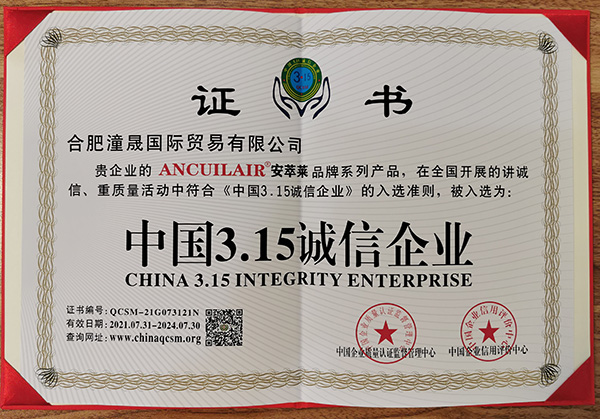 3·15
证 书
合肥潼晟国际贸易有限公司
贵企业的 ANCUILAIR®安萃莱品牌系列产品，在全国开展的讲诚
信、重质量活动中符合《中国3.15诚信企业》的入选准则，被入选为：
中国3.15诚信企业
CHINA 3.15 INTEGRITY ENTERPRISE
证书编号：QCSM-21G073121N
有效日期：2021.07.31-2024.07.30
查询网址：www.chinaqcsm.org
中国企业质量认证监督管理中心
中国企业信用评价中心